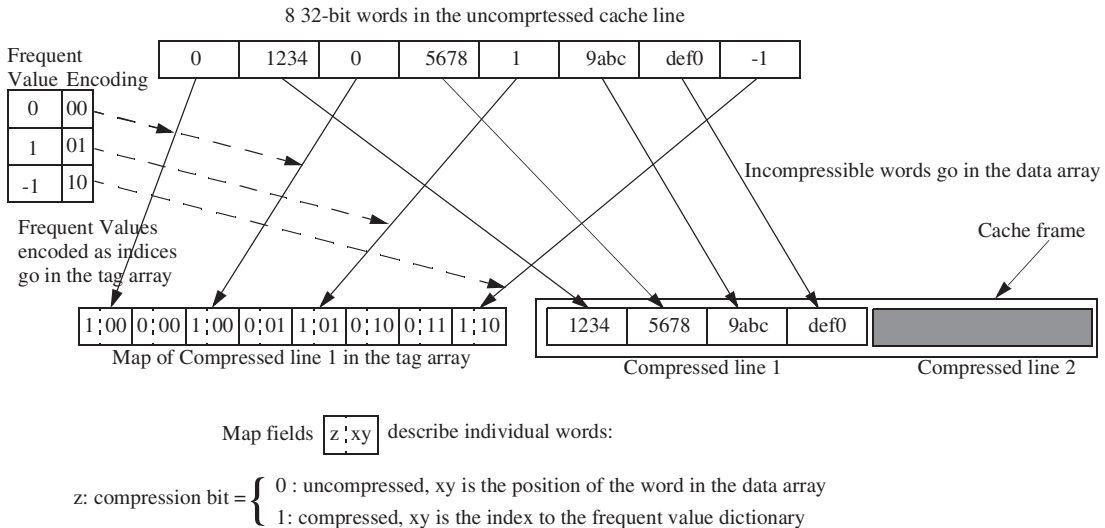 8 32-bit words in the uncomprtessed cache line
0 1234 0 5678 1 9abc def0 -1
Frequent
Value Encoding
0 00
1 01
-1 10
Incompressible words go in the data array
Frequent Values
encoded as indices
go in the tag array
Cache frame
1 00 0 00 1 00 0 01 1 01 0 10 0 11 1 10
1234 5678 9abc def0
Map of Compressed line 1 in the tag array
Compressed line 1
Compressed line 2
Map fields z xy describe individual words:
z: compression bit = { 0 : uncompressed, xy is the position of the word in the data array
1: compressed, xy is the index to the frequent value dictionary